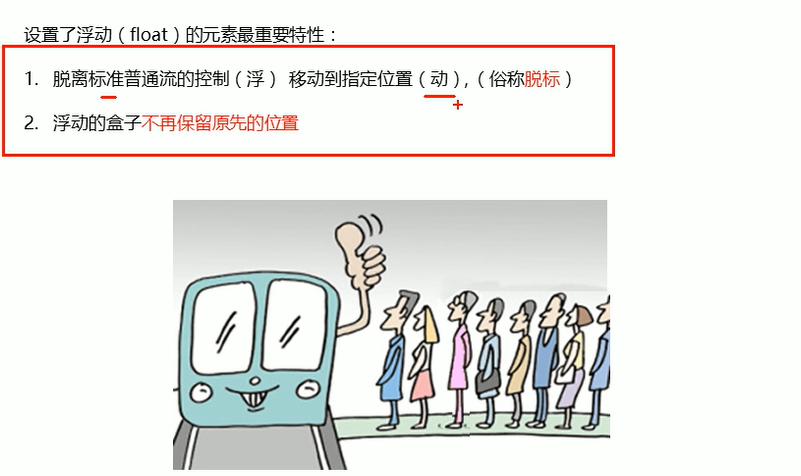 设置了浮动（float）的元素最重要特性：
1. 脱离标准普通流的控制（浮） 移动到指定位置（动）,（俗称脱标）
2. 浮动的盒子不再保留原先的位置